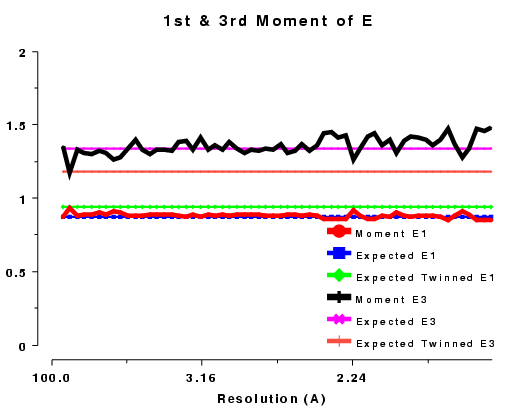 1st & 3rd Moment of E
2
1.5
1
0.5
0
Moment E1
Expected E1
Expected Twinned E1
Moment E3
Expected E3
Expected Twinned E3
100.0 3.16 2.24
Resolution (A)